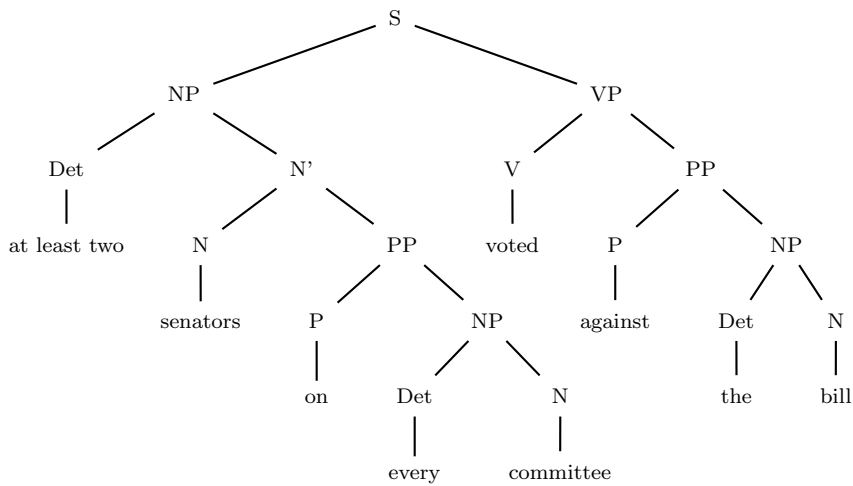 S
NP VP
Det N' V PP
at least two N PP voted P NP
senators P NP against Det N
on Det N the bill
every committee